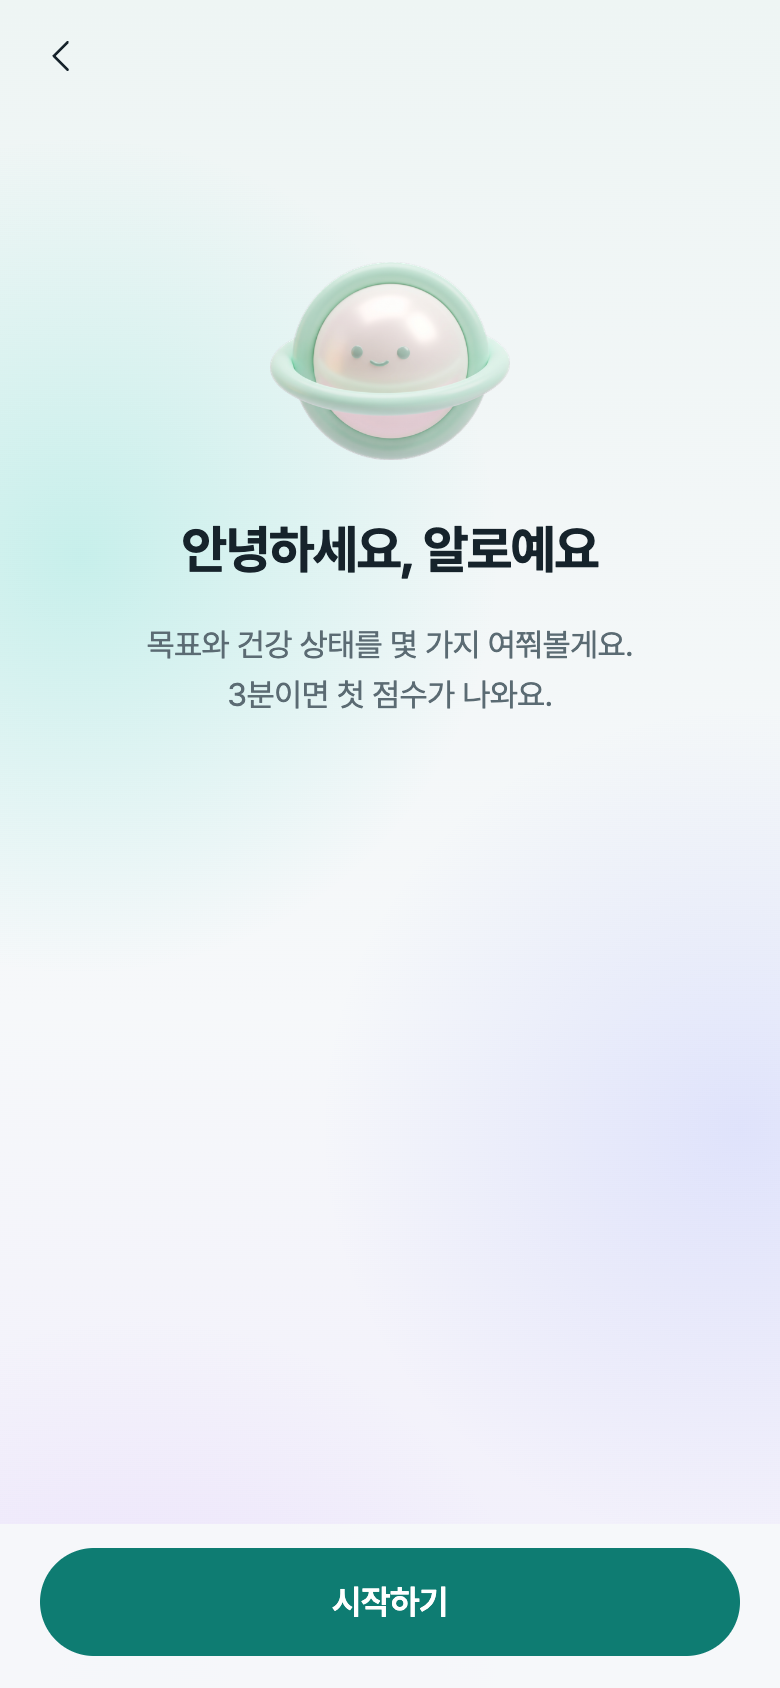 안녕하세요, 알로예요
목표와 건강 상태를 몇 가지 여쭤볼게요.
3분이면 첫 점수가 나와요.
시작하기